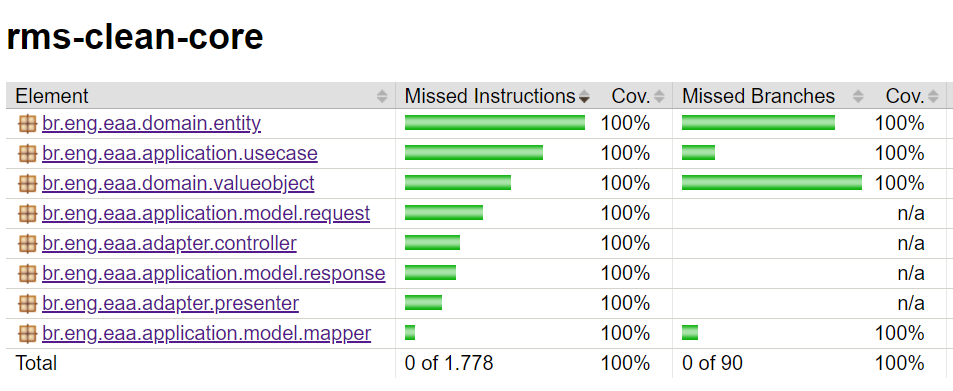 rms-clean-core
Element Missed Instructions Cov. Missed Branches Cov.
br.eng.eaa.domain.entity 100% 100%
br.eng.eaa.application.usecase 100% 100%
br.eng.eaa.domain.valueobject 100% 100%
br.eng.eaa.application.model.request 100% n/a
br.eng.eaa.adapter.controller 100% n/a
br.eng.eaa.application.model.response 100% n/a
br.eng.eaa.adapter.presenter 100% n/a
br.eng.eaa.application.model.mapper 100% 100%
Total 0 of 1.778 100% 0 of 90 100%